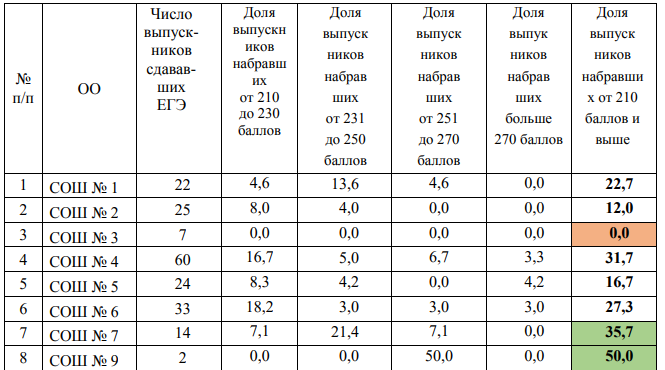 № п/п | ОО | Число выпуск- ников сдавав- ших ЕГЭ | Доля выпускн иков набравш их от 210 до 230 баллов | Доля выпуск ников набрав ших от 231 до 250 баллов | Доля выпуск ников набрав ших от 251 до 270 баллов | Доля выпук ников набрав ших больше 270 баллов | Доля выпуск ников набравши х от 210 баллов и выше
1 | СОШ № 1 | 22 | 4,6 | 13,6 | 4,6 | 0,0 | 22,7
2 | СОШ № 2 | 25 | 8,0 | 4,0 | 0,0 | 0,0 | 12,0
3 | СОШ № 3 | 7 | 0,0 | 0,0 | 0,0 | 0,0 | 0,0
4 | СОШ № 4 | 60 | 16,7 | 5,0 | 6,7 | 3,3 | 31,7
5 | СОШ № 5 | 24 | 8,3 | 4,2 | 0,0 | 4,2 | 16,7
6 | СОШ № 6 | 33 | 18,2 | 3,0 | 3,0 | 3,0 | 27,3
7 | СОШ № 7 | 14 | 7,1 | 21,4 | 7,1 | 0,0 | 35,7
8 | СОШ № 9 | 2 | 0,0 | 0,0 | 50,0 | 0,0 | 50,0